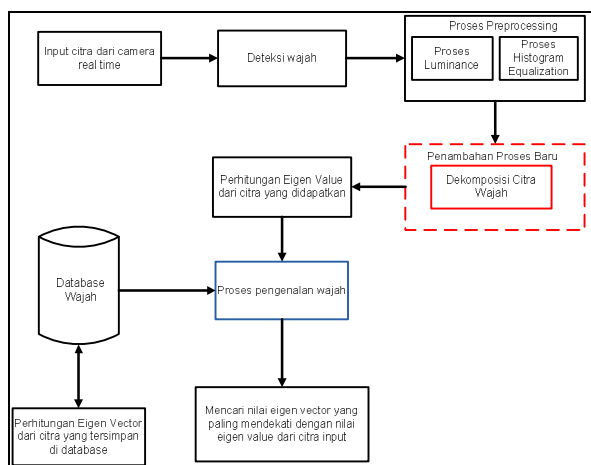 Input citra dari camera
real time
Deteksi wajah
Proses Preprocessing
Proses
Luminance
Proses
Histogram
Equalization
Penambahan Proses Baru
Dekomposisi Citra
Wajah
Perhitungan Eigen Value
dari citra yang didapatkan
Database
Wajah
Proses pengenalan wajah
Perhitungan Eigen Vector
dari citra yang tersimpan
di database
Mencari nilai eigen vector yang
paling mendekati dengan nilai
eigen value dari citra input